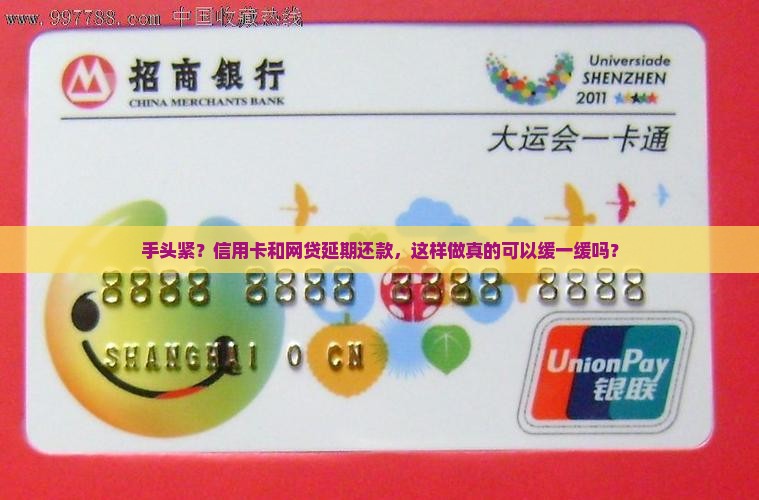 www.997788.com 中国收藏热线
招商银行
CHINA MERCHANTS BANK
Universiade
SHENZHEN
2011
大运会一卡通
手头紧？信用卡和网贷延期还款，这样做真的可以缓一缓吗？
8888 8888 8888 8888
SHANGHAI 0 CN
UnionPay
银联